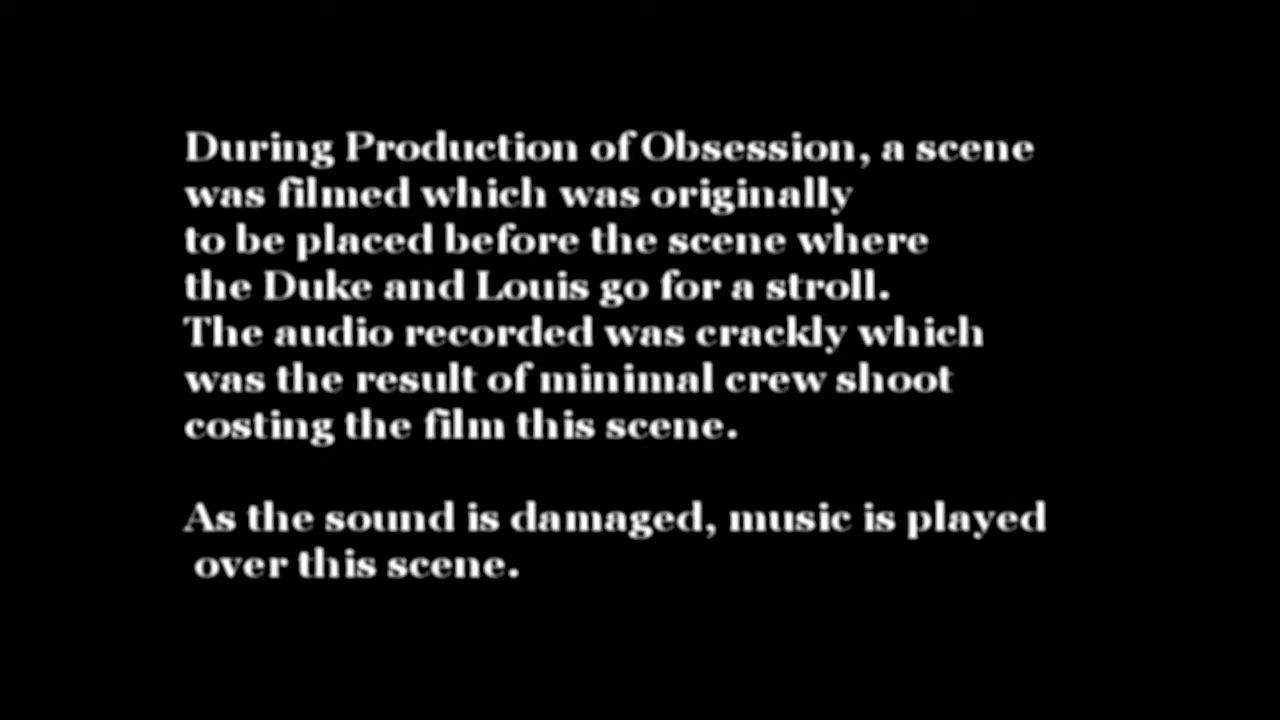 During Production of Obsession, a scene
was filmed which was originally
to be placed before the scene where
the Duke and Louis go for a stroll.
The audio recorded was crackly which
was the result of minimal crew shoot
costing the film this scene.
As the sound is damaged, music is played
over this scene.